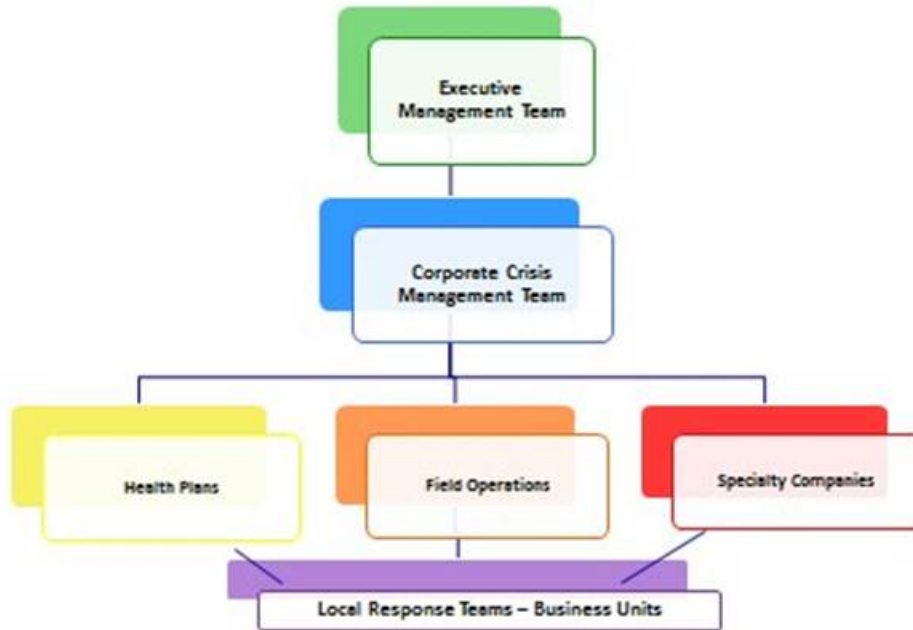 Executive
Management Team
Corporate Crisis
Management Team
Health Plans
Field Operations
Specialty Companies
Local Response Teams – Business Units